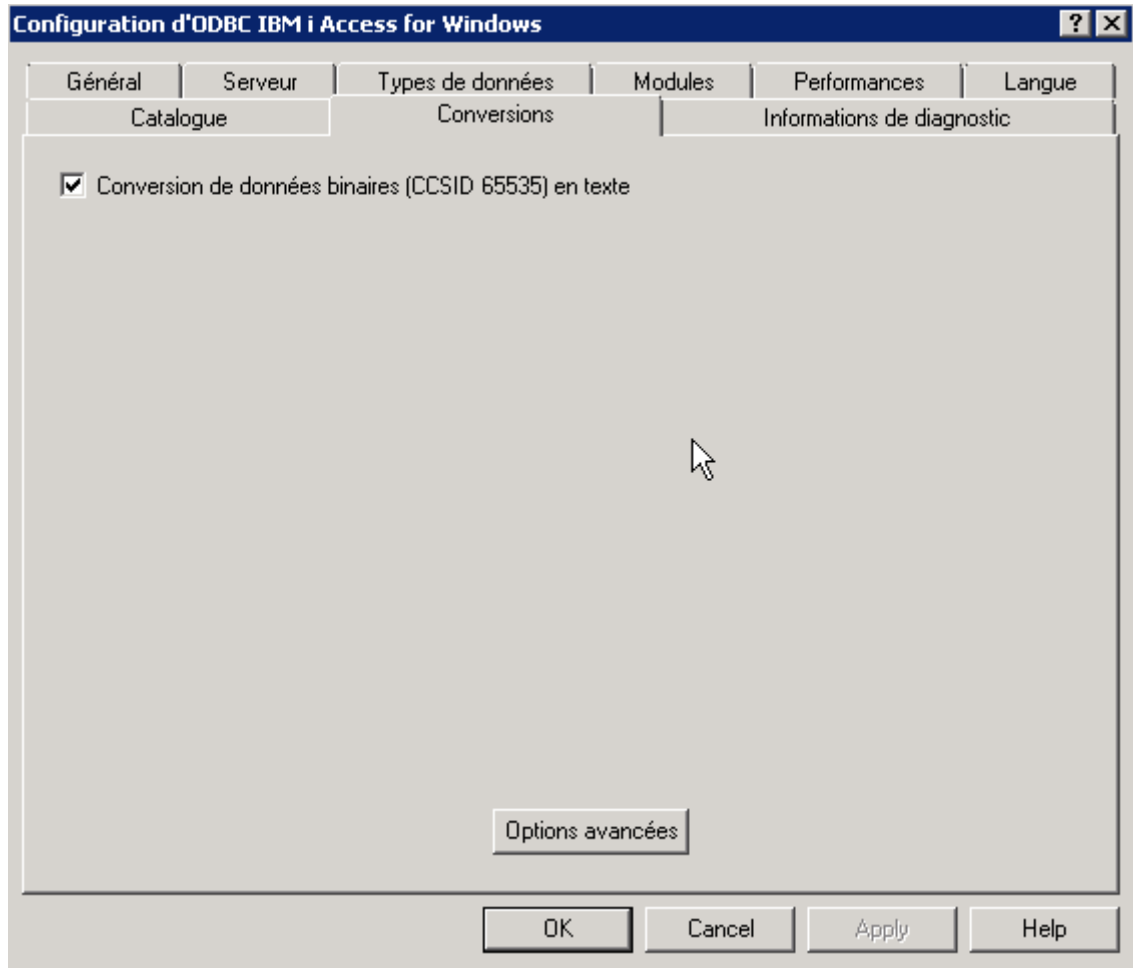 Configuration d'ODBC IBM i Access for Windows
Général Serveur Types de données Modules Performances Langue
Catalogue Conversions Informations de diagnostic
Conversion de données binaires (CCSID 65535) en texte
Options avancées
OK Cancel Apply Help